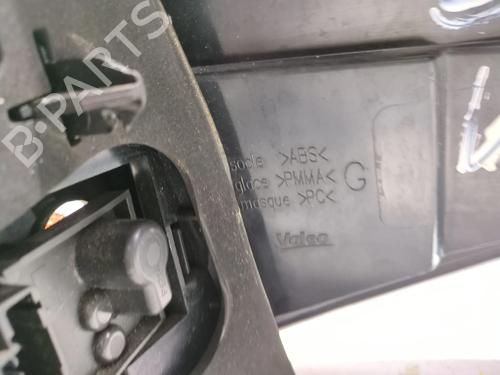 B-PARTS
socle >ABS<
glace >PMMA<
masque >PC<
G
Valeo